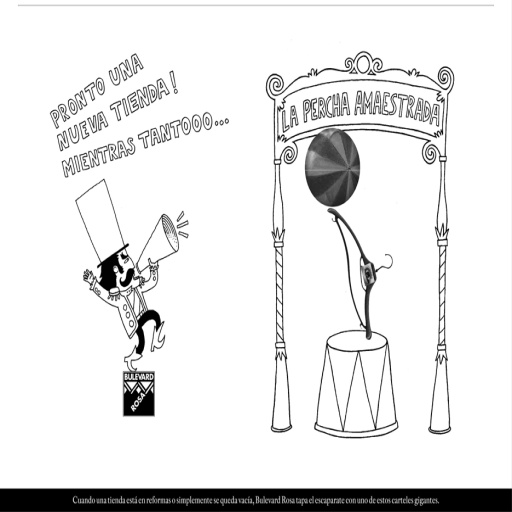 PRONTO UNA
NUEVA TIENDA!
MIENTRAS TANTOOO...
LA PERCHA AMAESTRADA
BULEVARD
ROSA
Cuando una tienda está en reformas o simplemente se queda vacía, Bulevard Rosa tapa el escaparate con uno de estos carteles gigantes.